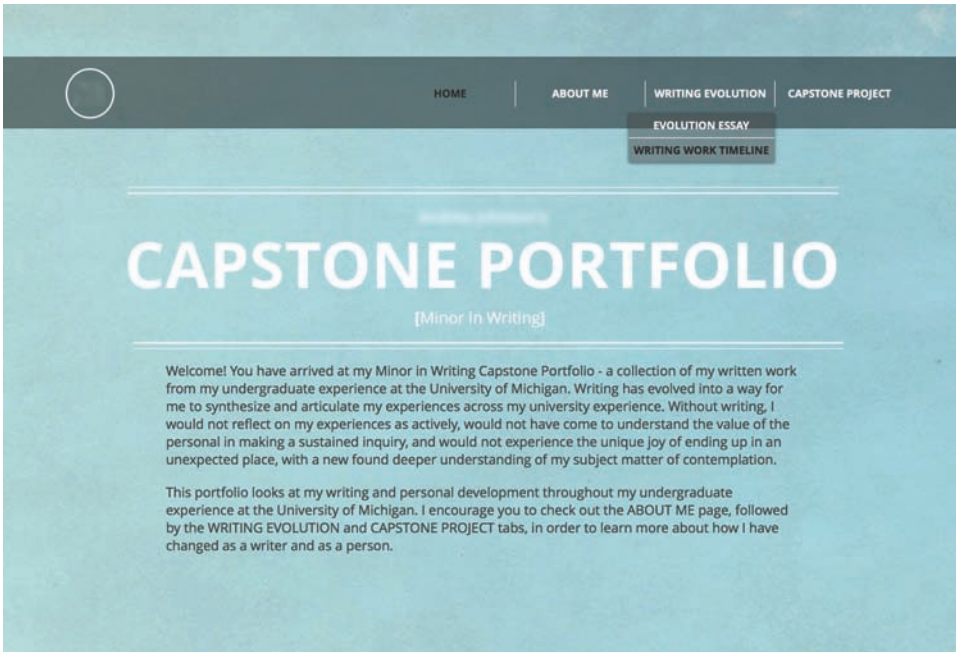 HOME ABOUT ME WRITING EVOLUTION CAPSTONE PROJECT
EVOLUTION ESSAY
WRITING WORK TIMELINE
CAPSTONE PORTFOLIO
[Minor in Writing]
Welcome! You have arrived at my Minor in Writing Capstone Portfolio - a collection of my written work
from my undergraduate experience at the University of Michigan. Writing has evolved into a way for
me to synthesize and articulate my experiences across my university experience. Without writing, I
would not reflect on my experiences as actively, would not have come to understand the value of the
personal in making a sustained inquiry, and would not experience the unique joy of ending up in an
unexpected place, with a new found deeper understanding of my subject matter of contemplation.
This portfolio looks at my writing and personal development throughout my undergraduate
experience at the University of Michigan. I encourage you to check out the ABOUT ME page, followed
by the WRITING EVOLUTION and CAPSTONE PROJECT tabs, in order to learn more about how I have
changed as a writer and as a person.